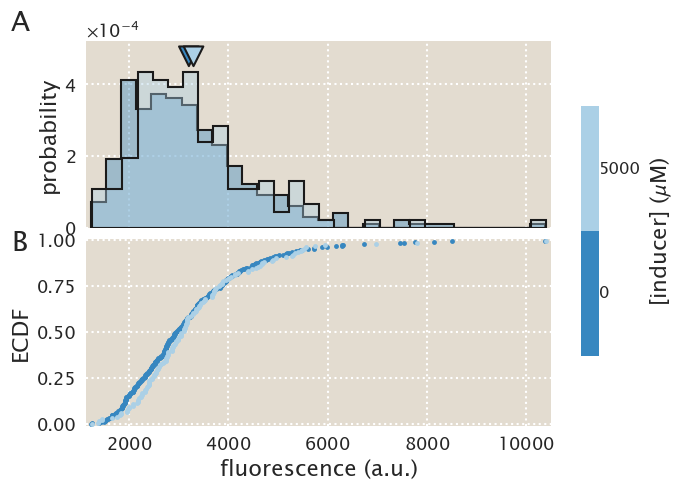 A
×10⁻⁴
4
2
0
probability
B
1.00
0.75
0.50
0.25
0.00
ECDF
2000 4000 6000 8000 10000
fluorescence (a.u.)
5000
0
[inducer] (μM)